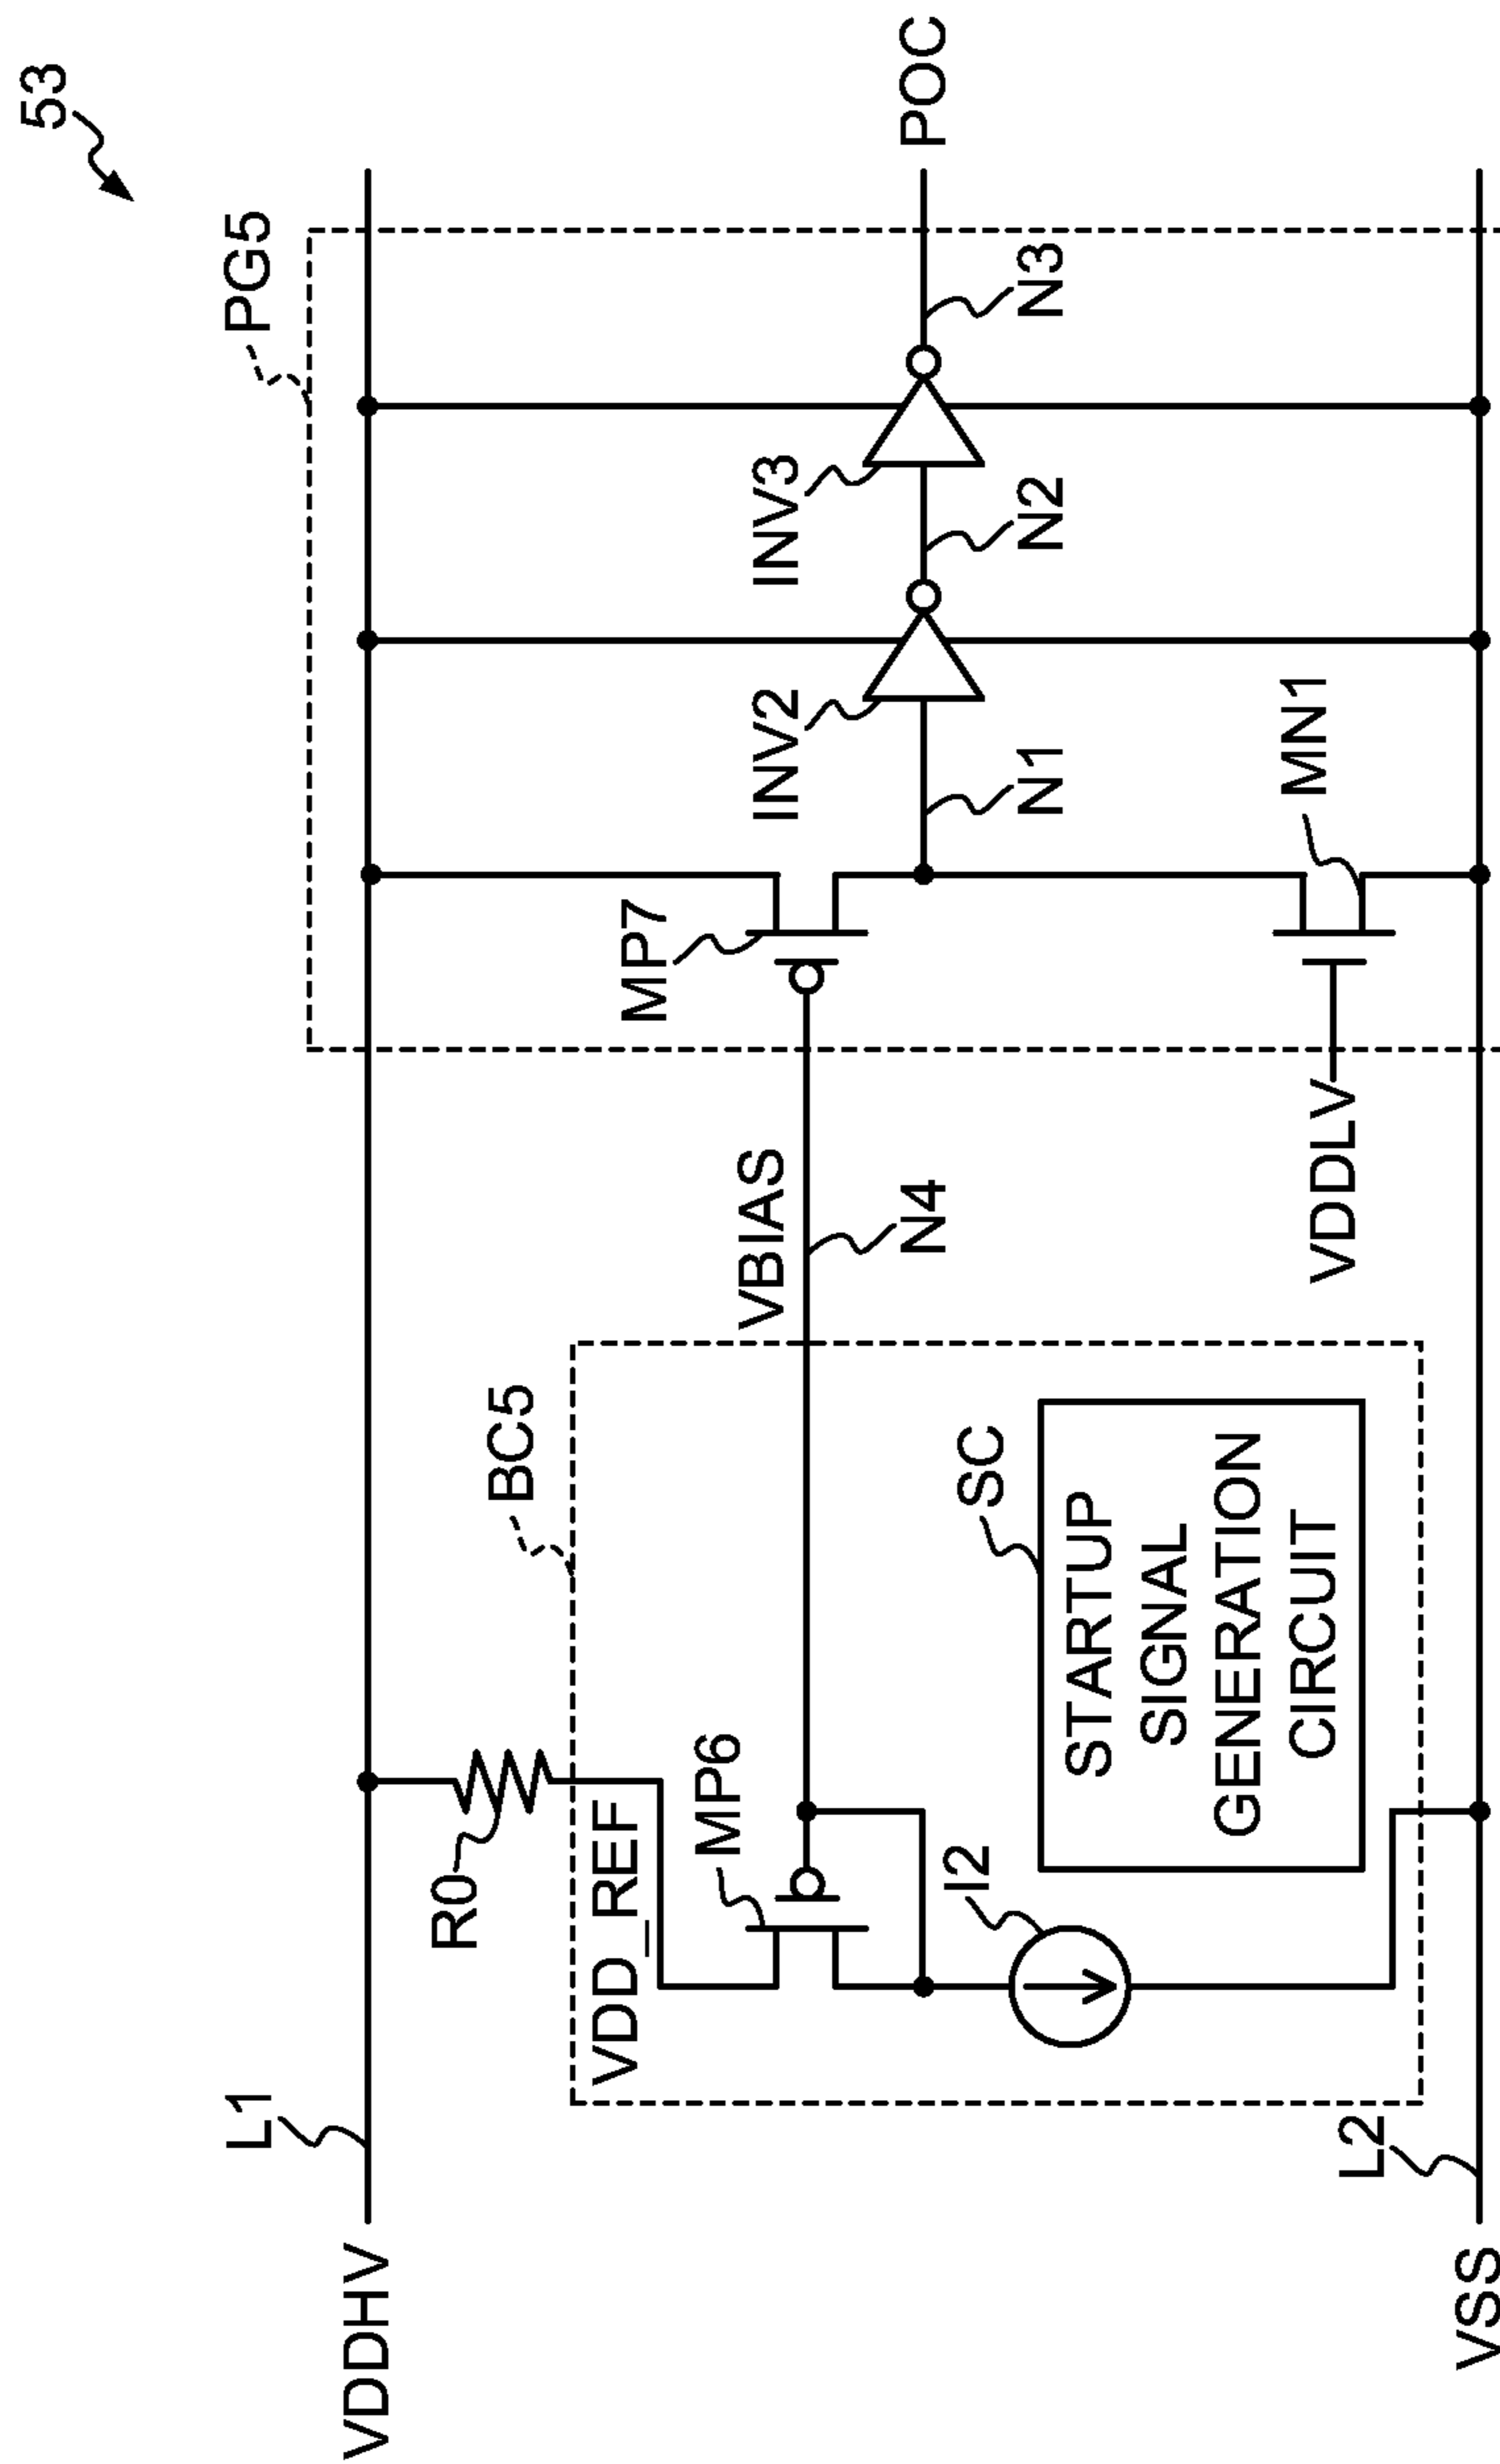 53
PG5
VDDHV
L1
R0
BC5
VDD_REF
MP6
VBIAS
N4
MP7
INV2
INV3
N1
N2
N3
POC
I2
SC
STARTUP
SIGNAL
GENERATION
CIRCUIT
VDDLV
MN1
L2
VSS